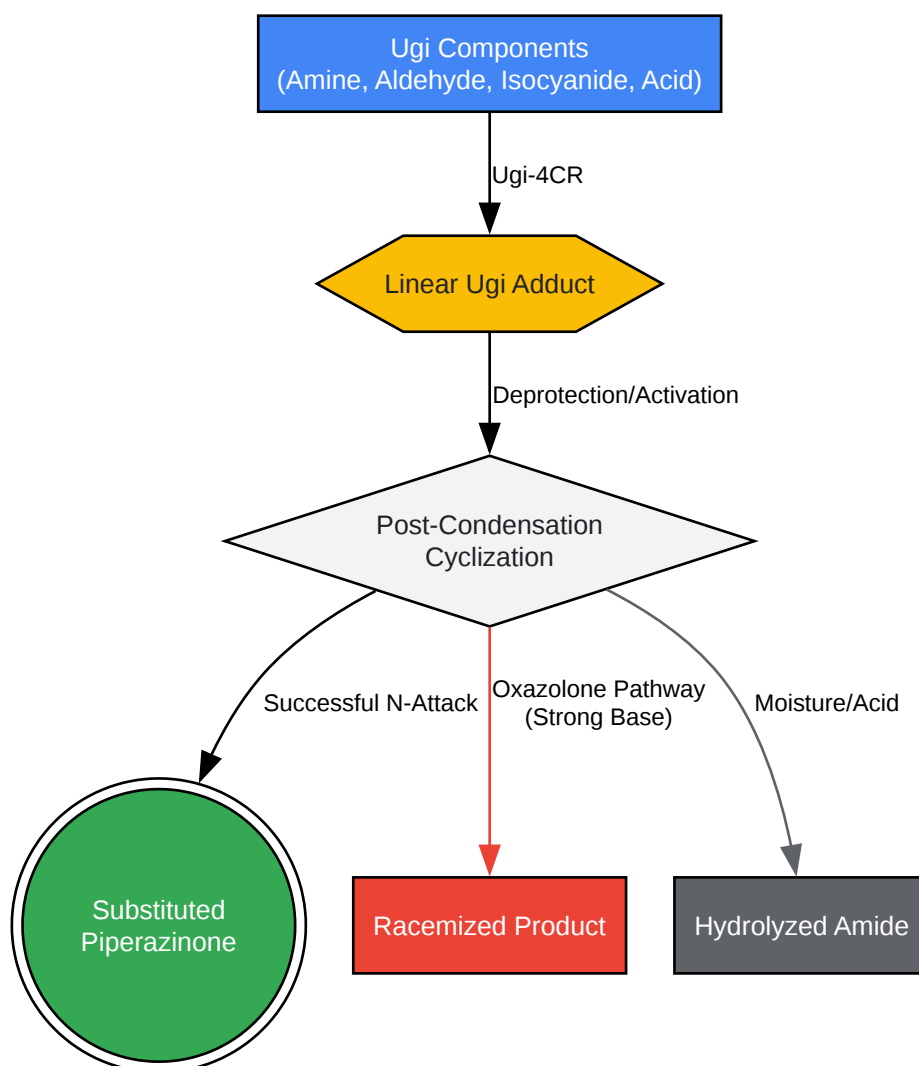 Ugi Components
(Amine, Aldehyde, Isocyanide, Acid)
Ugi-4CR
Linear Ugi Adduct
Deprotection/Activation
Post-Condensation
Cyclization
Successful N-Attack
Oxazolone Pathway
(Strong Base)
Moisture/Acid
Substituted
Piperazinone
Racemized Product
Hydrolyzed Amide